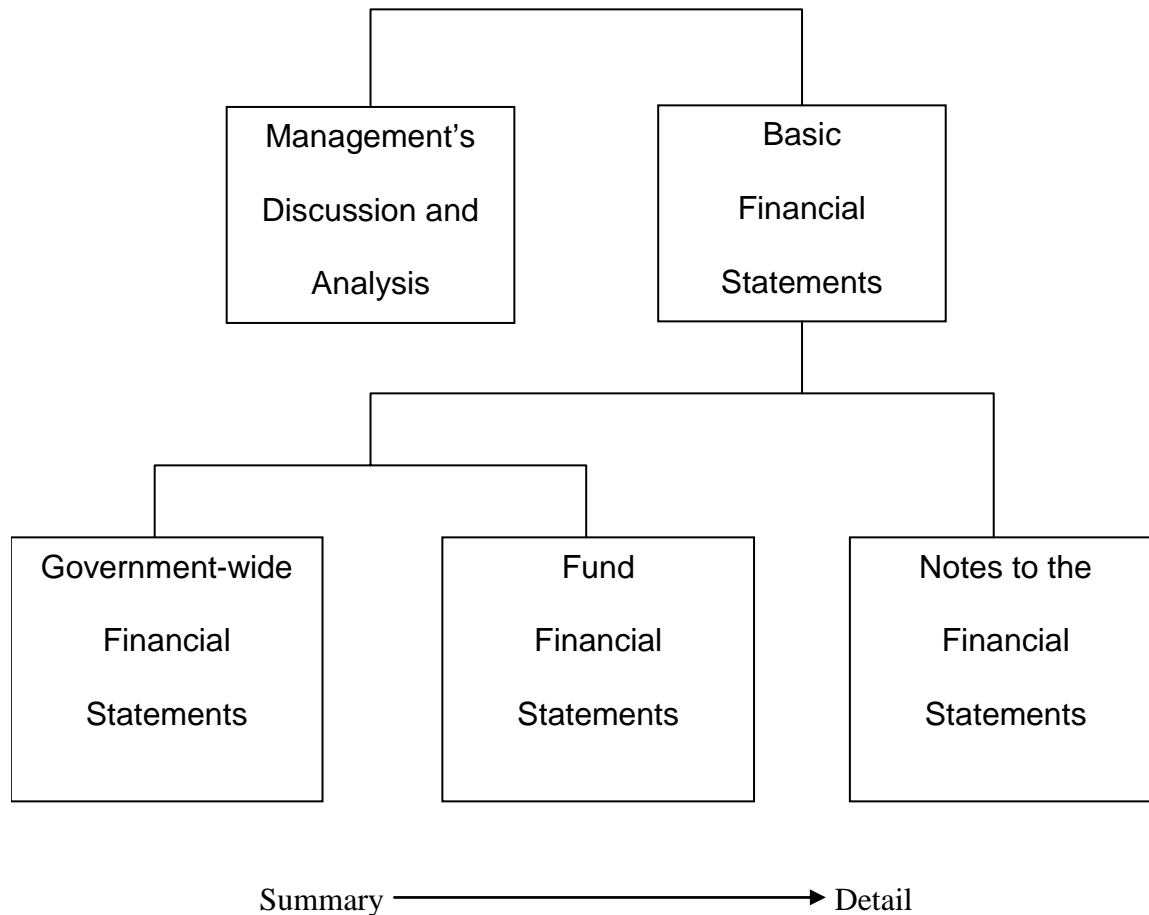 Management’s
Discussion and
Analysis
Basic
Financial
Statements
Government-wide
Financial
Statements
Fund
Financial
Statements
Notes to the
Financial
Statements
Summary
Detail